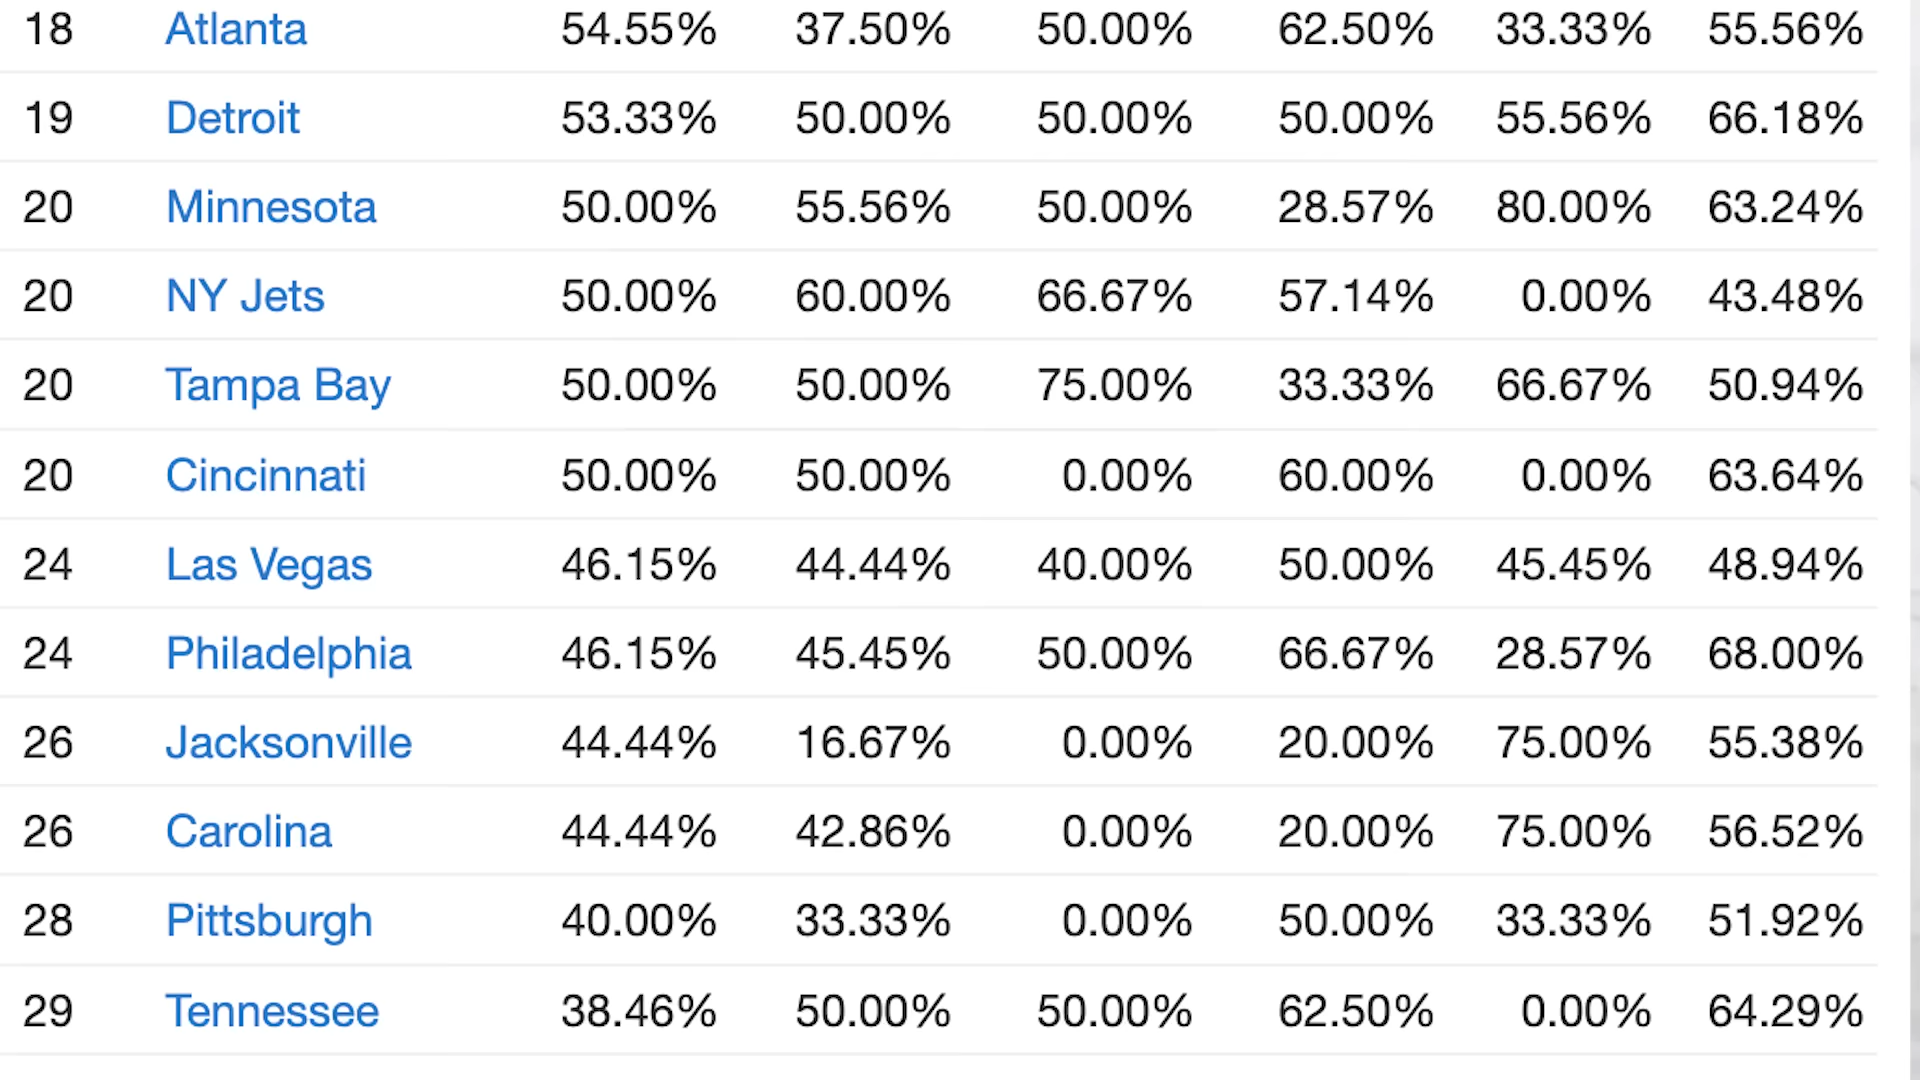 18 Atlanta 54.55% 37.50% 50.00% 62.50% 33.33% 55.56%
19 Detroit 53.33% 50.00% 50.00% 50.00% 55.56% 66.18%
20 Minnesota 50.00% 55.56% 50.00% 28.57% 80.00% 63.24%
20 NY Jets 50.00% 60.00% 66.67% 57.14% 0.00% 43.48%
20 Tampa Bay 50.00% 50.00% 75.00% 33.33% 66.67% 50.94%
20 Cincinnati 50.00% 50.00% 0.00% 60.00% 0.00% 63.64%
24 Las Vegas 46.15% 44.44% 40.00% 50.00% 45.45% 48.94%
24 Philadelphia 46.15% 45.45% 50.00% 66.67% 28.57% 68.00%
26 Jacksonville 44.44% 16.67% 0.00% 20.00% 75.00% 55.38%
26 Carolina 44.44% 42.86% 0.00% 20.00% 75.00% 56.52%
28 Pittsburgh 40.00% 33.33% 0.00% 50.00% 33.33% 51.92%
29 Tennessee 38.46% 50.00% 50.00% 62.50% 0.00% 64.29%